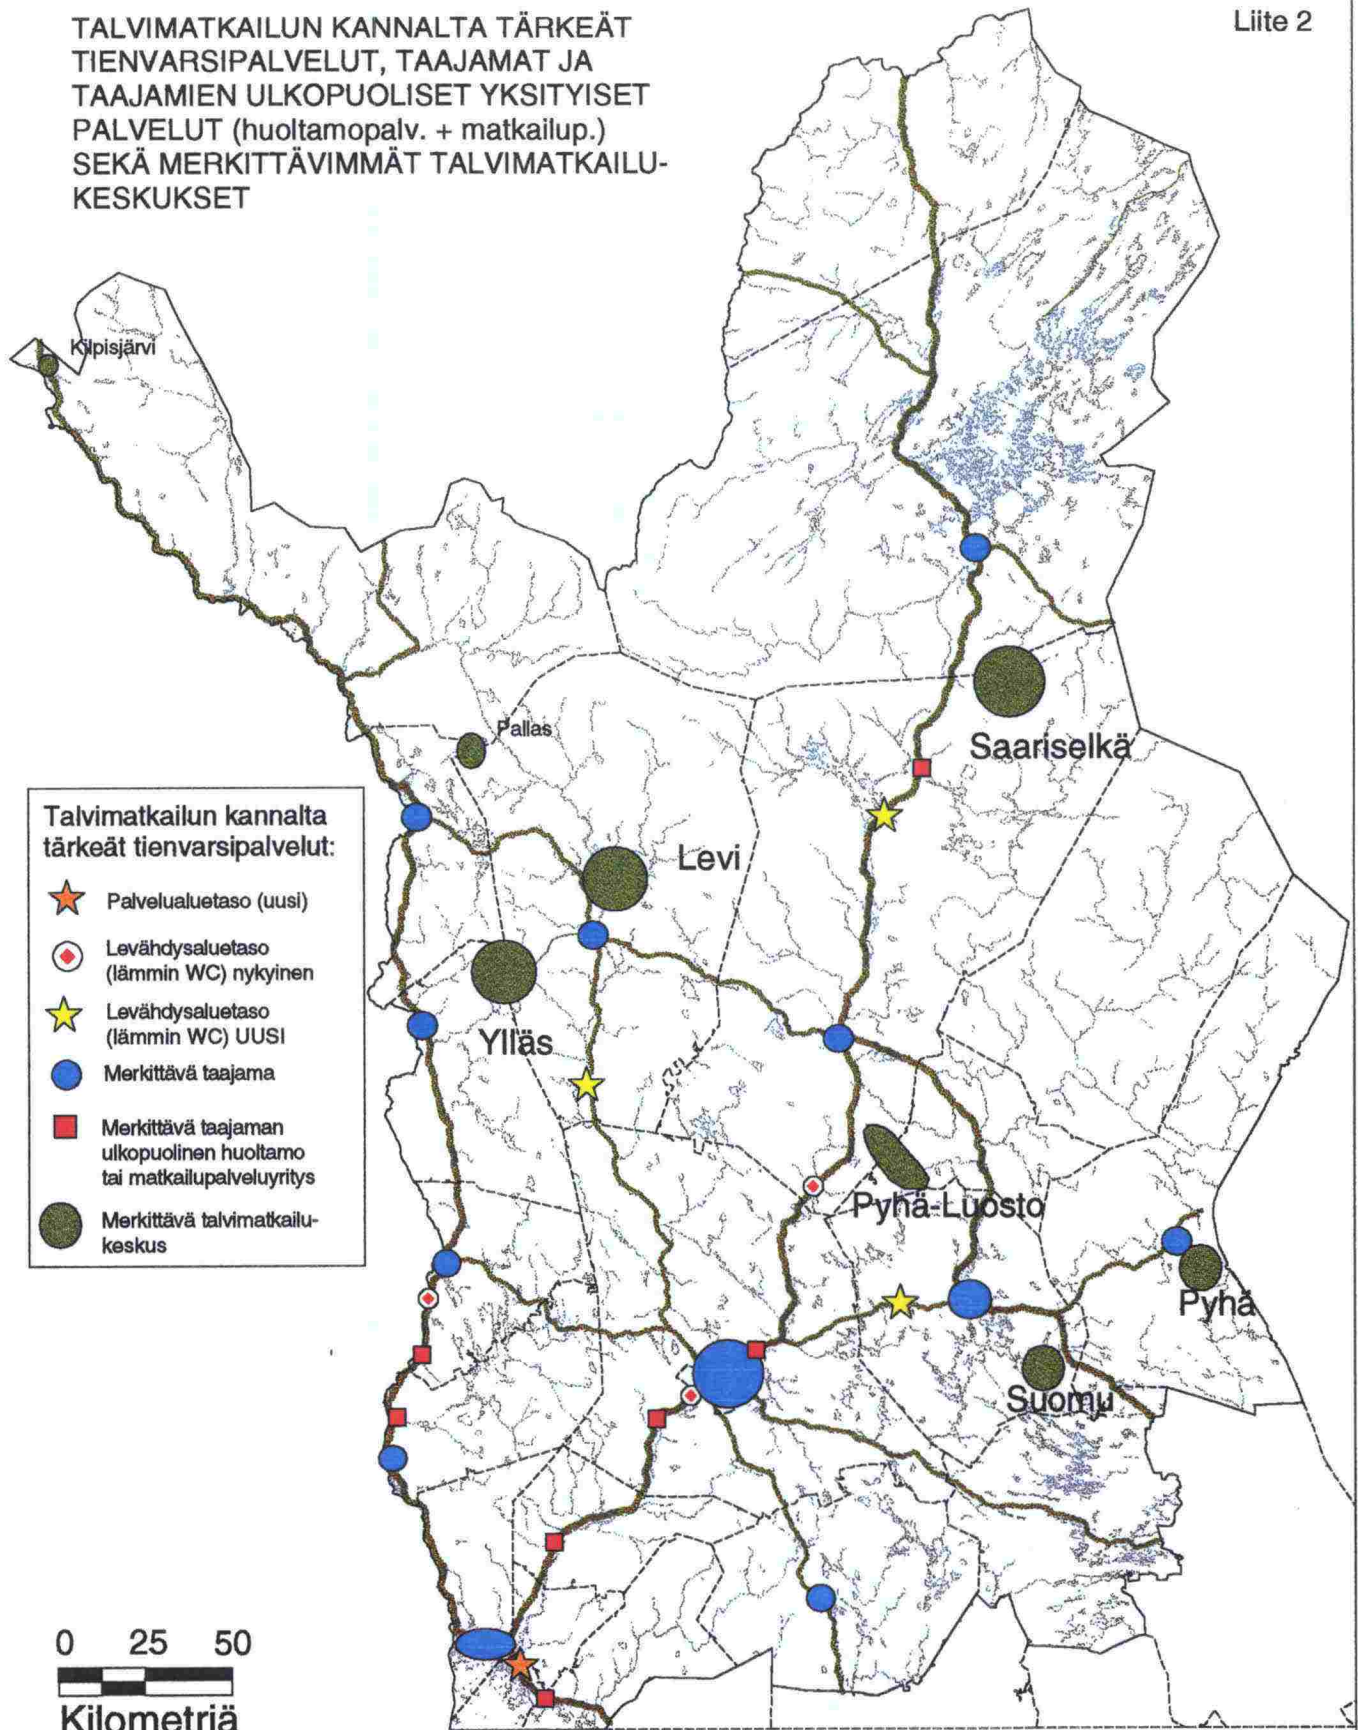 TALVIMATKAILUN KANNALTA TÄRKEÄT
TIENVARSIPALVELUT, TAAJAMAT JA
TAAJAMIEN ULKOPUOLISET YKSITYISET
PALVELUT (huoltamopalv. + matkailup.)
SEKÄ MERKITTÄVIMMÄT TALVIMATKAILU-
KESKUKSET
Liite 2
Kilpisjärvi
Pallas
Saariselkä
Levi
Ylläs
Pyhä-Luosto
Pyhä
Suomu
Talvimatkailun kannalta
tärkeät tienvarsipalvelut:
Palvelualuetaso (uusi)
Levähdysaluetaso
(lämmin WC) nykyinen
Levähdysaluetaso
(lämmin WC) UUSI
Merkittävä taajama
Merkittävä taajaman
ulkopuolinen huoltamo
tai matkailupalveluyritys
Merkittävä talvimatkailu-
keskus
0 25 50
Kilometriä